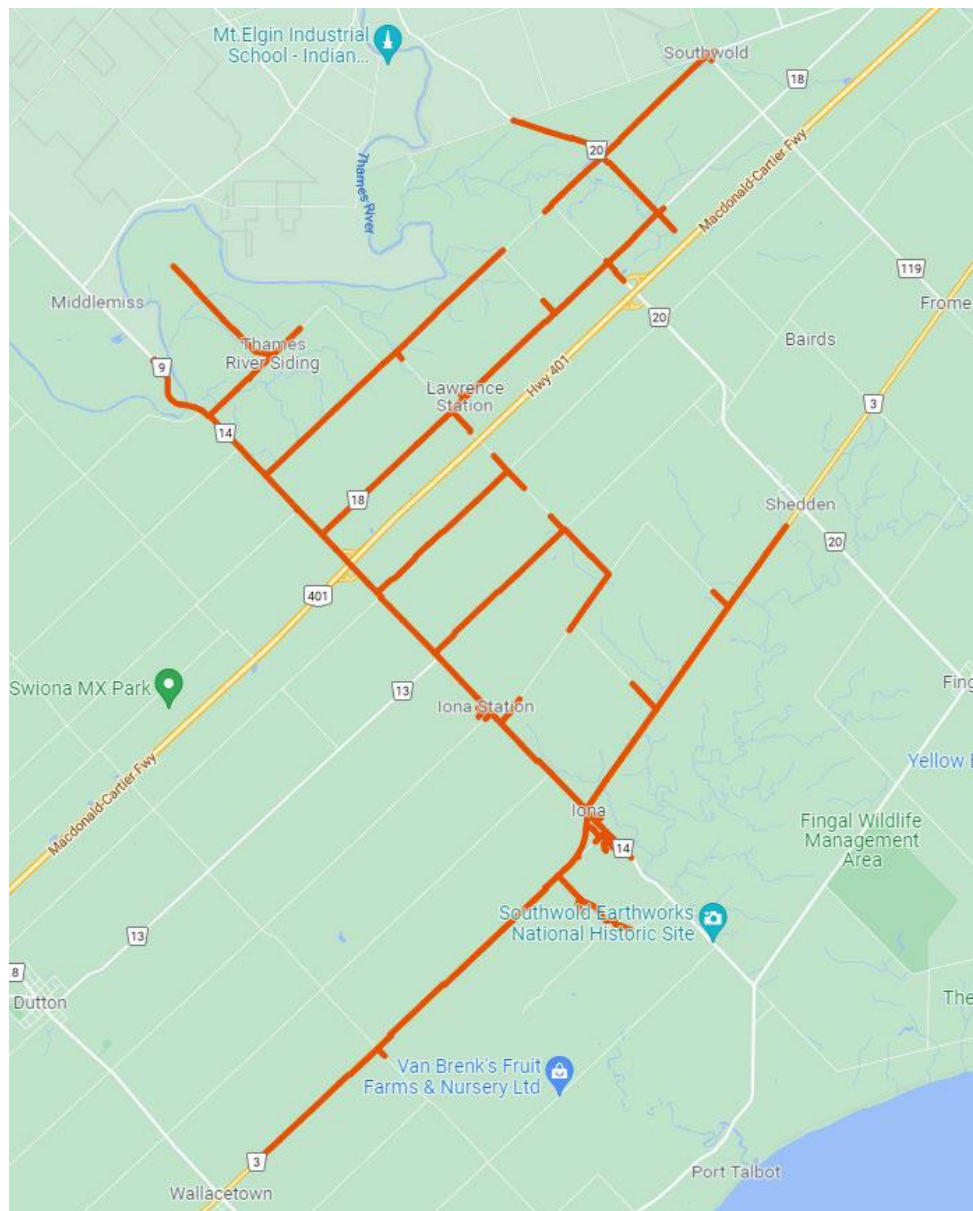 Mt.Elgin Industrial
School - Indian...
Southwold
18
20
Thames River
Macdonald-Cartier Fwy
119
Middlemiss
Frome
20
Bairds
Thames
River Siding
9
Hwy 401
Lawrence
Station
3
14
18
Shedden
20
401
Swiona MX Park
13
Iona Station
Fing
Macdonald-Cartier Fwy
Yellow
Iona
Fingal Wildlife
Management
Area
14
Southwold Earthworks
National Historic Site
13
8
Dutton
The
Van Brenk's Fruit
Farms & Nursery Ltd
3
Port Talbot
Wallacetown